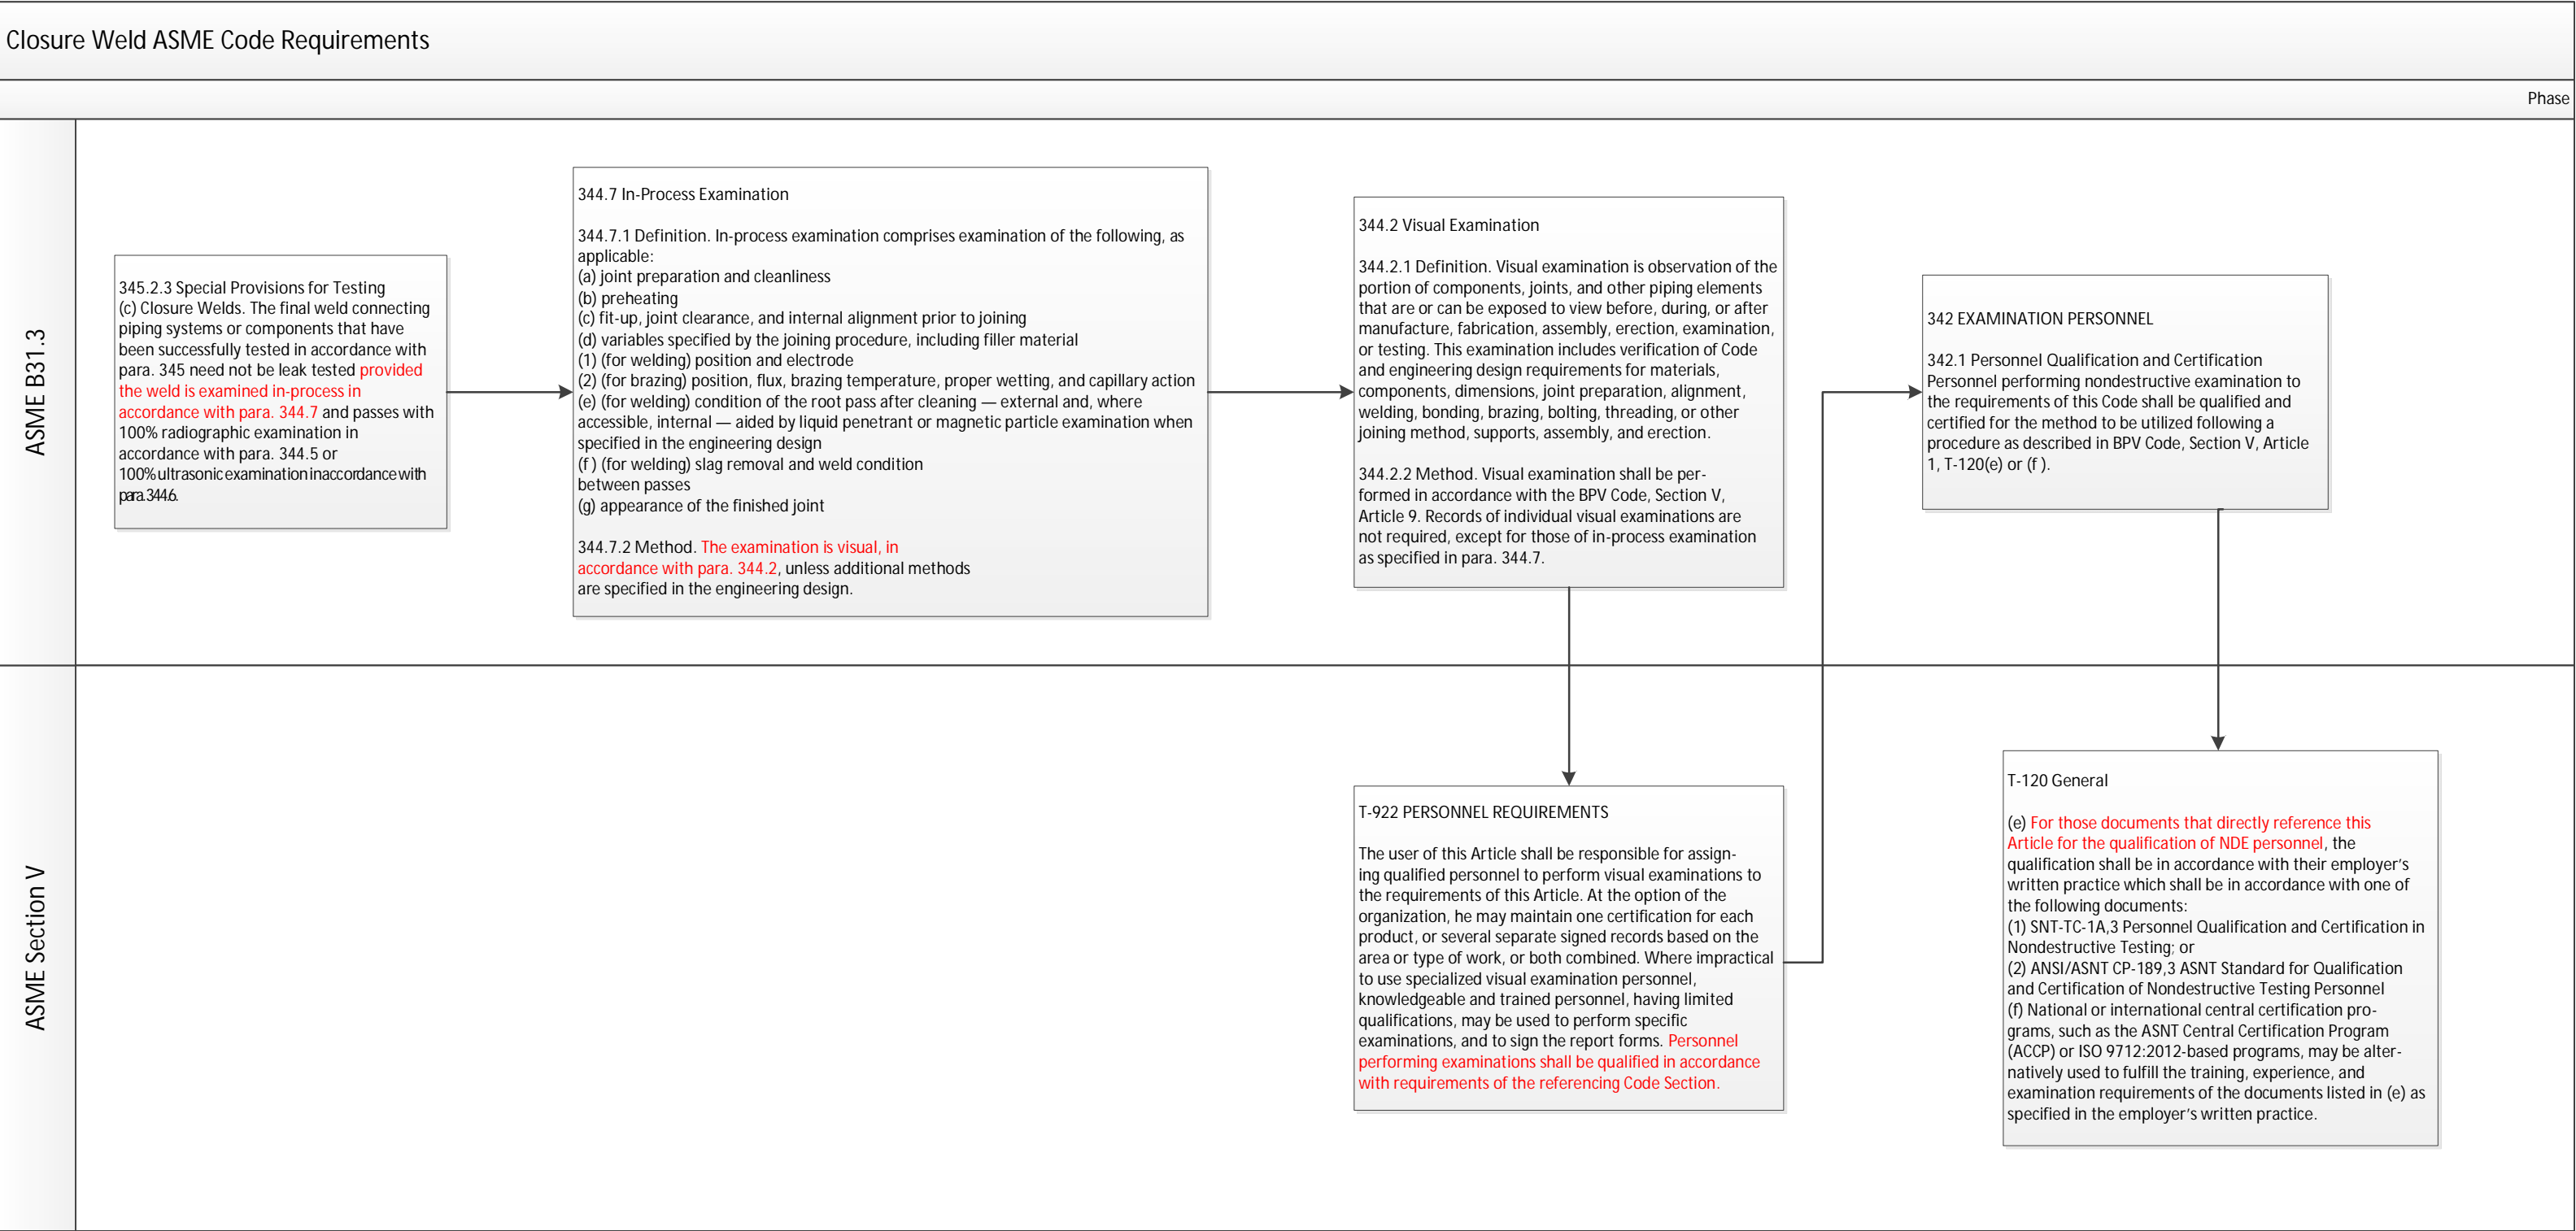 Closure Weld ASME Code Requirements
Phase
ASME B31.3
345.2.3 Special Provisions for Testing
(c) Closure Welds. The final weld connecting
piping systems or components that have
been successfully tested in accordance with
para. 345 need not be leak tested provided
the weld is examined in-process in
accordance with para. 344.7 and passes with
100% radiographic examination in
accordance with para. 344.5 or
100% ultrasonic examination in accordance with
para. 344.6.
344.7 In-Process Examination
344.7.1 Definition. In-process examination comprises examination of the following, as
applicable:
(a) joint preparation and cleanliness
(b) preheating
(c) fit-up, joint clearance, and internal alignment prior to joining
(d) variables specified by the joining procedure, including filler material
(1) (for welding) position and electrode
(2) (for brazing) position, flux, brazing temperature, proper wetting, and capillary action
(e) (for welding) condition of the root pass after cleaning — external and, where
accessible, internal — aided by liquid penetrant or magnetic particle examination when
specified in the engineering design
(f ) (for welding) slag removal and weld condition
between passes
(g) appearance of the finished joint
344.7.2 Method. The examination is visual, in
accordance with para. 344.2, unless additional methods
are specified in the engineering design.
344.2 Visual Examination
344.2.1 Definition. Visual examination is observation of the
portion of components, joints, and other piping elements
that are or can be exposed to view before, during, or after
manufacture, fabrication, assembly, erection, examination,
or testing. This examination includes verification of Code
and engineering design requirements for materials,
components, dimensions, joint preparation, alignment,
welding, bonding, brazing, bolting, threading, or other
joining method, supports, assembly, and erection.
344.2.2 Method. Visual examination shall be per-
formed in accordance with the BPV Code, Section V,
Article 9. Records of individual visual examinations are
not required, except for those of in-process examination
as specified in para. 344.7.
342 EXAMINATION PERSONNEL
342.1 Personnel Qualification and Certification
Personnel performing nondestructive examination to
the requirements of this Code shall be qualified and
certified for the method to be utilized following a
procedure as described in BPV Code, Section V, Article
1, T-120(e) or (f ).
ASME Section V
T-922 PERSONNEL REQUIREMENTS
The user of this Article shall be responsible for assign-
ing qualified personnel to perform visual examinations to
the requirements of this Article. At the option of the
organization, he may maintain one certification for each
product, or several separate signed records based on the
area or type of work, or both combined. Where impractical
to use specialized visual examination personnel,
knowledgeable and trained personnel, having limited
qualifications, may be used to perform specific
examinations, and to sign the report forms. Personnel
performing examinations shall be qualified in accordance
with requirements of the referencing Code Section.
T-120 General
(e) For those documents that directly reference this
Article for the qualification of NDE personnel, the
qualification shall be in accordance with their employer’s
written practice which shall be in accordance with one of
the following documents:
(1) SNT-TC-1A,3 Personnel Qualification and Certification in
Nondestructive Testing; or
(2) ANSI/ASNT CP-189,3 ASNT Standard for Qualification
and Certification of Nondestructive Testing Personnel
(f) National or international central certification pro-
grams, such as the ASNT Central Certification Program
(ACCP) or ISO 9712:2012-based programs, may be alter-
natively used to fulfill the training, experience, and
examination requirements of the documents listed in (e) as
specified in the employer’s written practice.